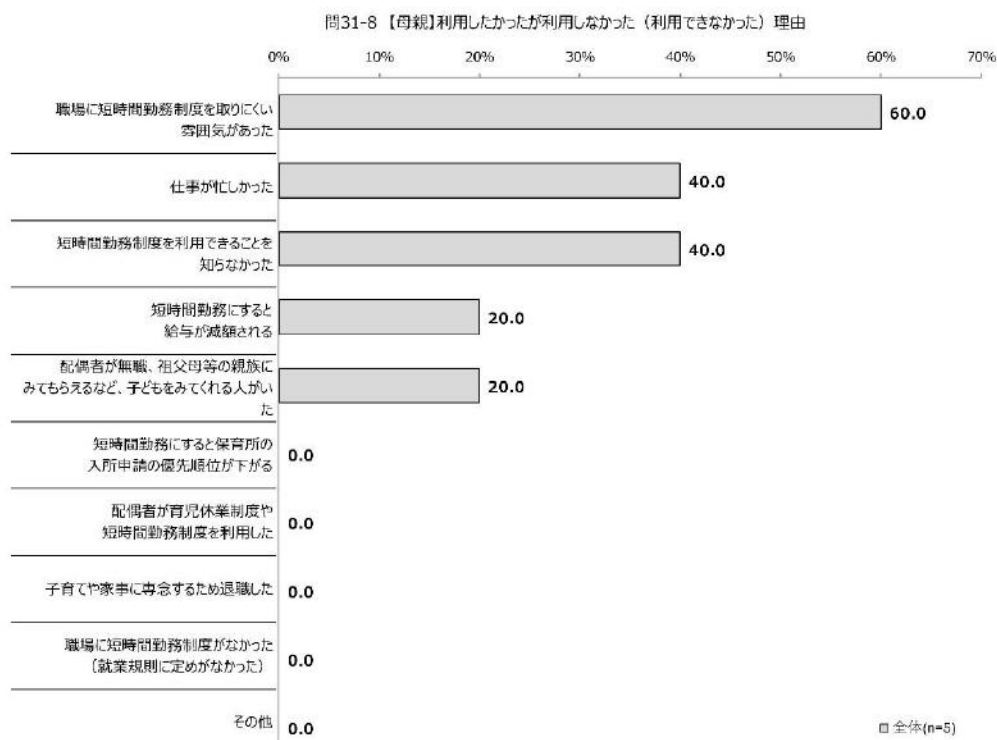 問31-8 【母親】利用したかったが利用しなかった（利用できなかった）理由
0% 10% 20% 30% 40% 50% 60% 70%
職場に短時間勤務制度を取りにくい
雰囲気があった
60.0
仕事が忙しかった
40.0
短時間勤務制度を利用できることを
知らなかった
40.0
短時間勤務にすると
給与が減額される
20.0
配偶者が無職、祖父母等の親族に
みてもらえるなど、子どもをみてくれる人がい
た
20.0
短時間勤務にすると保育所の
入所申請の優先順位が下がる
0.0
配偶者が育児休業制度や
短時間勤務制度を利用した
0.0
子育てや家事に専念するため退職した
0.0
職場に短時間勤務制度がなかった
（就業規則に定めがなかった）
0.0
その他
0.0
全体(n=5)